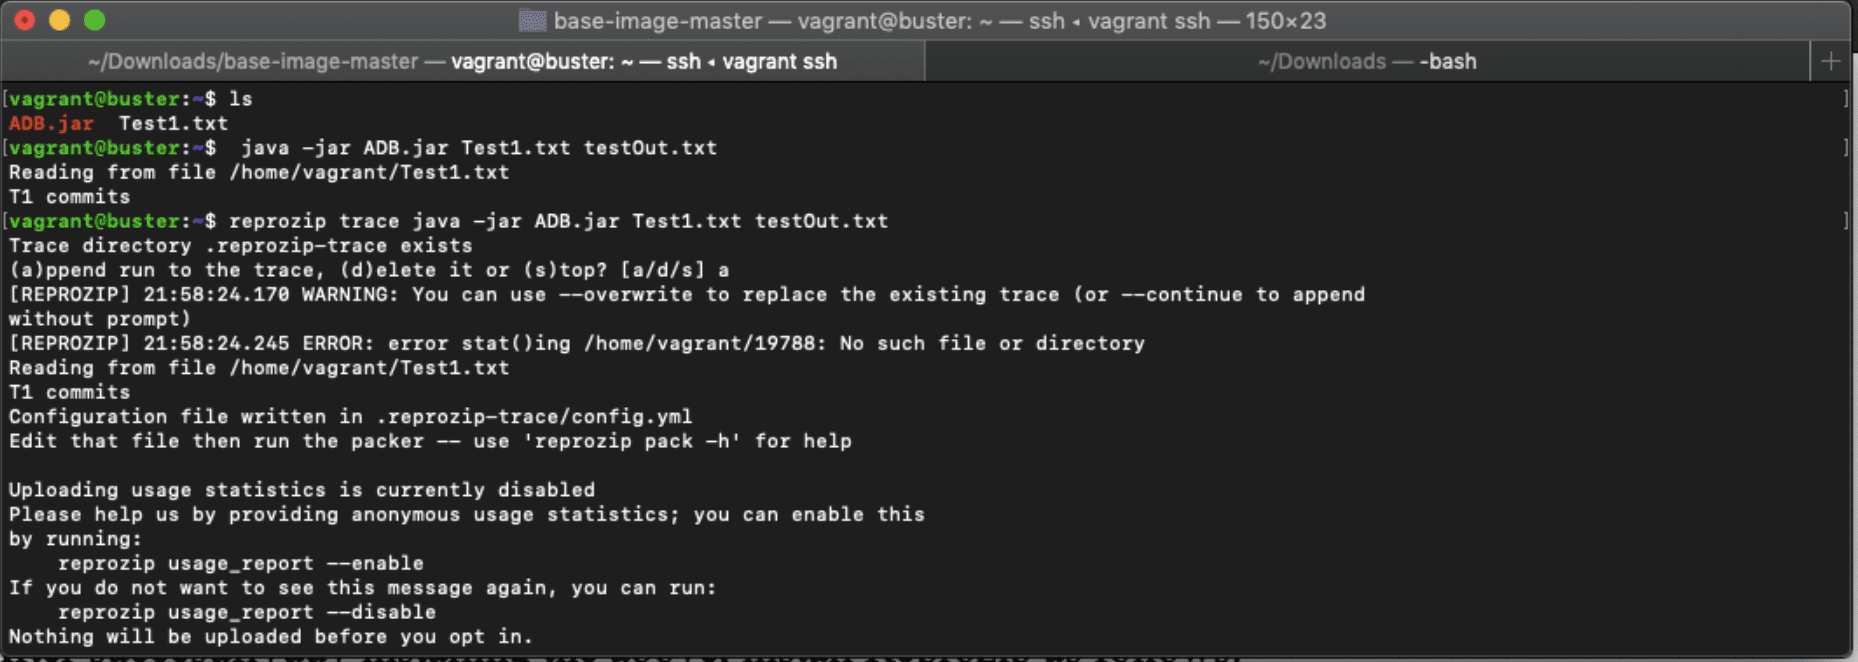 base-image-master — vagrant@buster: ~ — ssh ◂ vagrant ssh — 150×23
~/Downloads/base-image-master — vagrant@buster: ~ — ssh ◂ vagrant ssh
~/Downloads — -bash
+
[vagrant@buster:~$ ls ]
ADB.jar  Test1.txt
[vagrant@buster:~$  java -jar ADB.jar Test1.txt testOut.txt ]
Reading from file /home/vagrant/Test1.txt
T1 commits
[vagrant@buster:~$ reprozip trace java -jar ADB.jar Test1.txt testOut.txt ]
Trace directory .reprozip-trace exists
(a)ppend run to the trace, (d)elete it or (s)top? [a/d/s] a
[REPROZIP] 21:58:24.170 WARNING: You can use --overwrite to replace the existing trace (or --continue to append
without prompt)
[REPROZIP] 21:58:24.245 ERROR: error stat()ing /home/vagrant/19788: No such file or directory
Reading from file /home/vagrant/Test1.txt
T1 commits
Configuration file written in .reprozip-trace/config.yml
Edit that file then run the packer -- use 'reprozip pack -h' for help
Uploading usage statistics is currently disabled
Please help us by providing anonymous usage statistics; you can enable this
by running:
    reprozip usage_report --enable
If you do not want to see this message again, you can run:
    reprozip usage_report --disable
Nothing will be uploaded before you opt in.